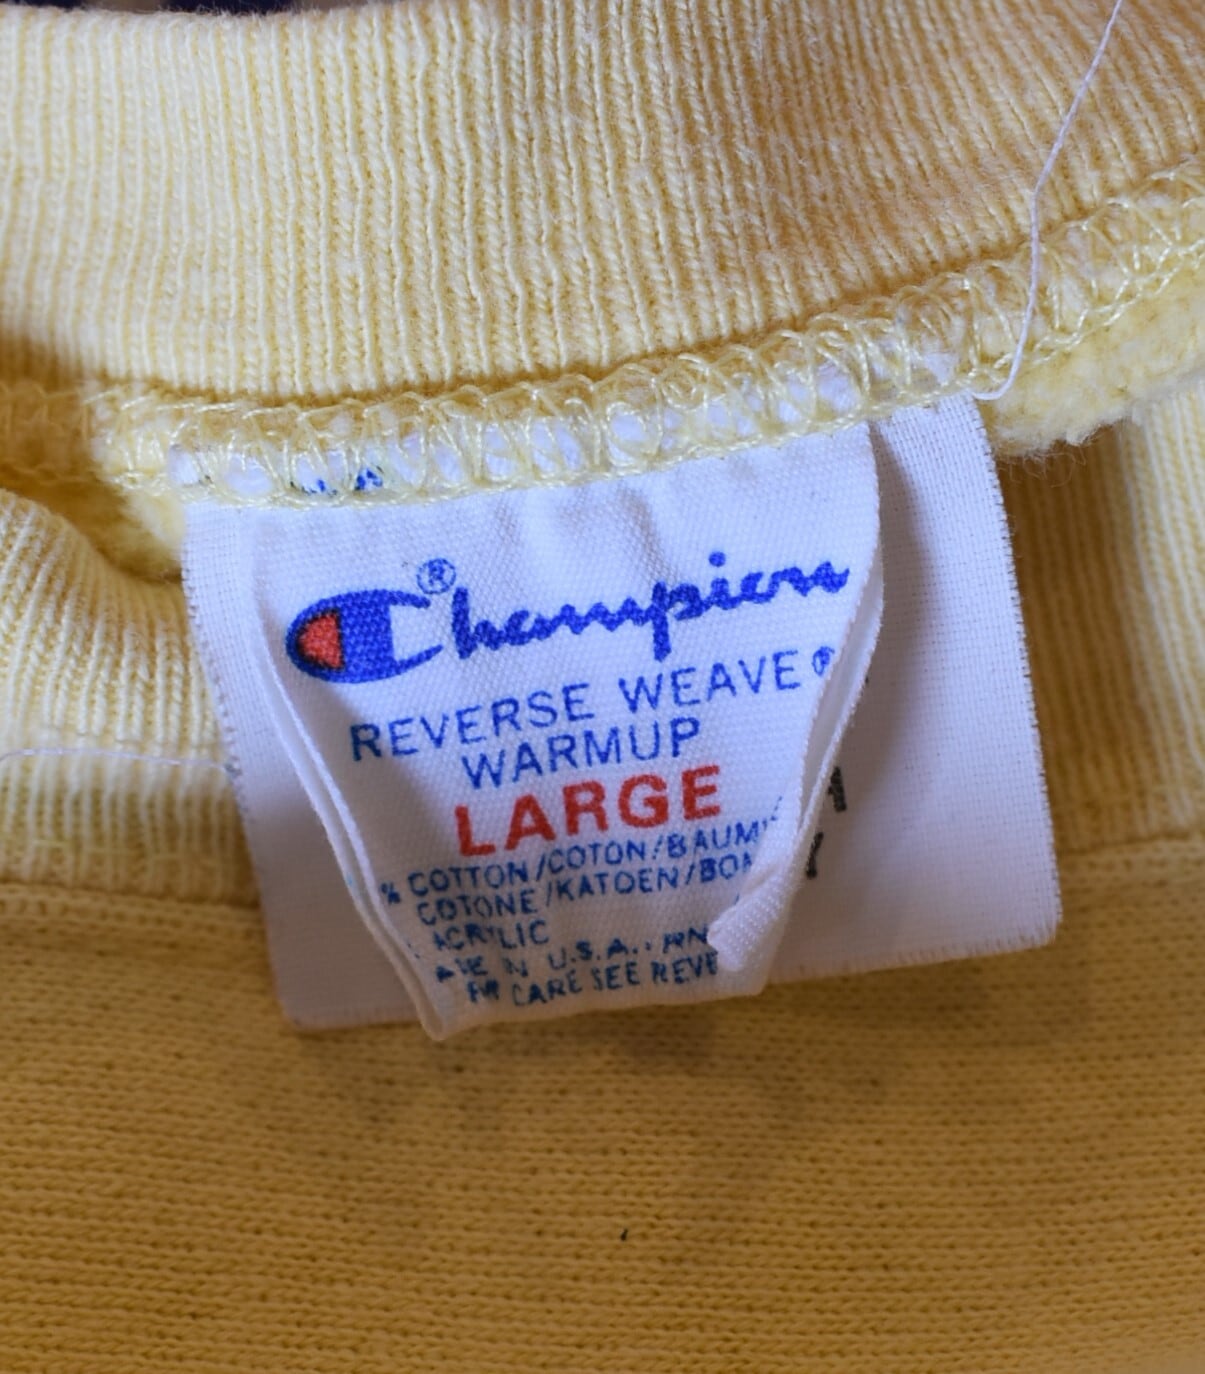 ®
Champion
REVERSE WEAVE®
WARMUP
LARGE
% COTTON/COTON/
COTONE/KATOEN/
ACRYLIC
IN U.S.A.
CARE SEE